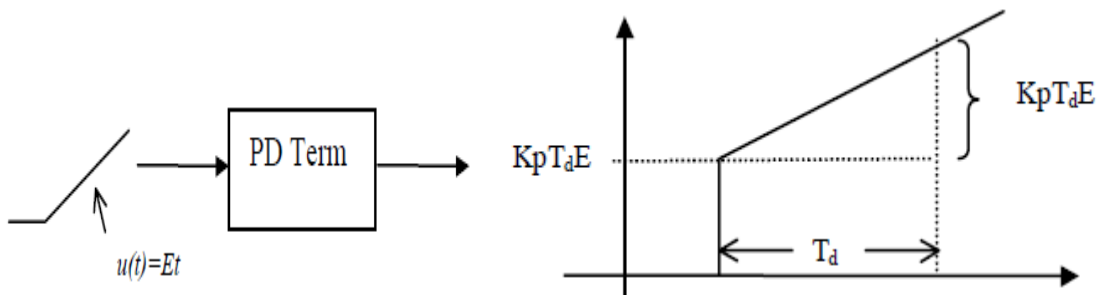 PD Term
u(t)=Et
KpTdE
KpTdE
Td